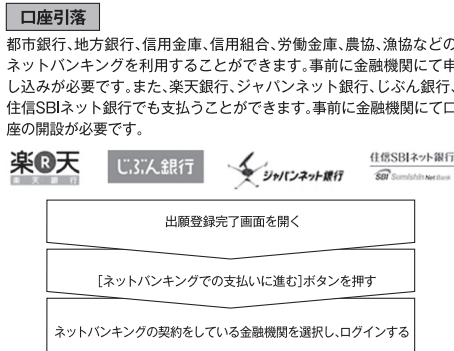 口座引落
都市銀行、地方銀行、信用金庫、信用組合、労働金庫、農協、漁協などの
ネットバンキングを利用することができます。事前に金融機関にて申
し込みが必要です。また、楽天銀行、ジャパンネット銀行、じぶん銀行、
住信SBIネット銀行でも支払うことができます。事前に金融機関にて口
座の開設が必要です。
楽R天 じぶん銀行 ジャパンネット銀行 住信SBIネット銀行
楽天銀行 SBI Sumishin Net Bank
出願登録完了画面を開く
[ネットバンキングでの支払いに進む]ボタンを押す
ネットバンキングの契約をしている金融機関を選択し、ログインする